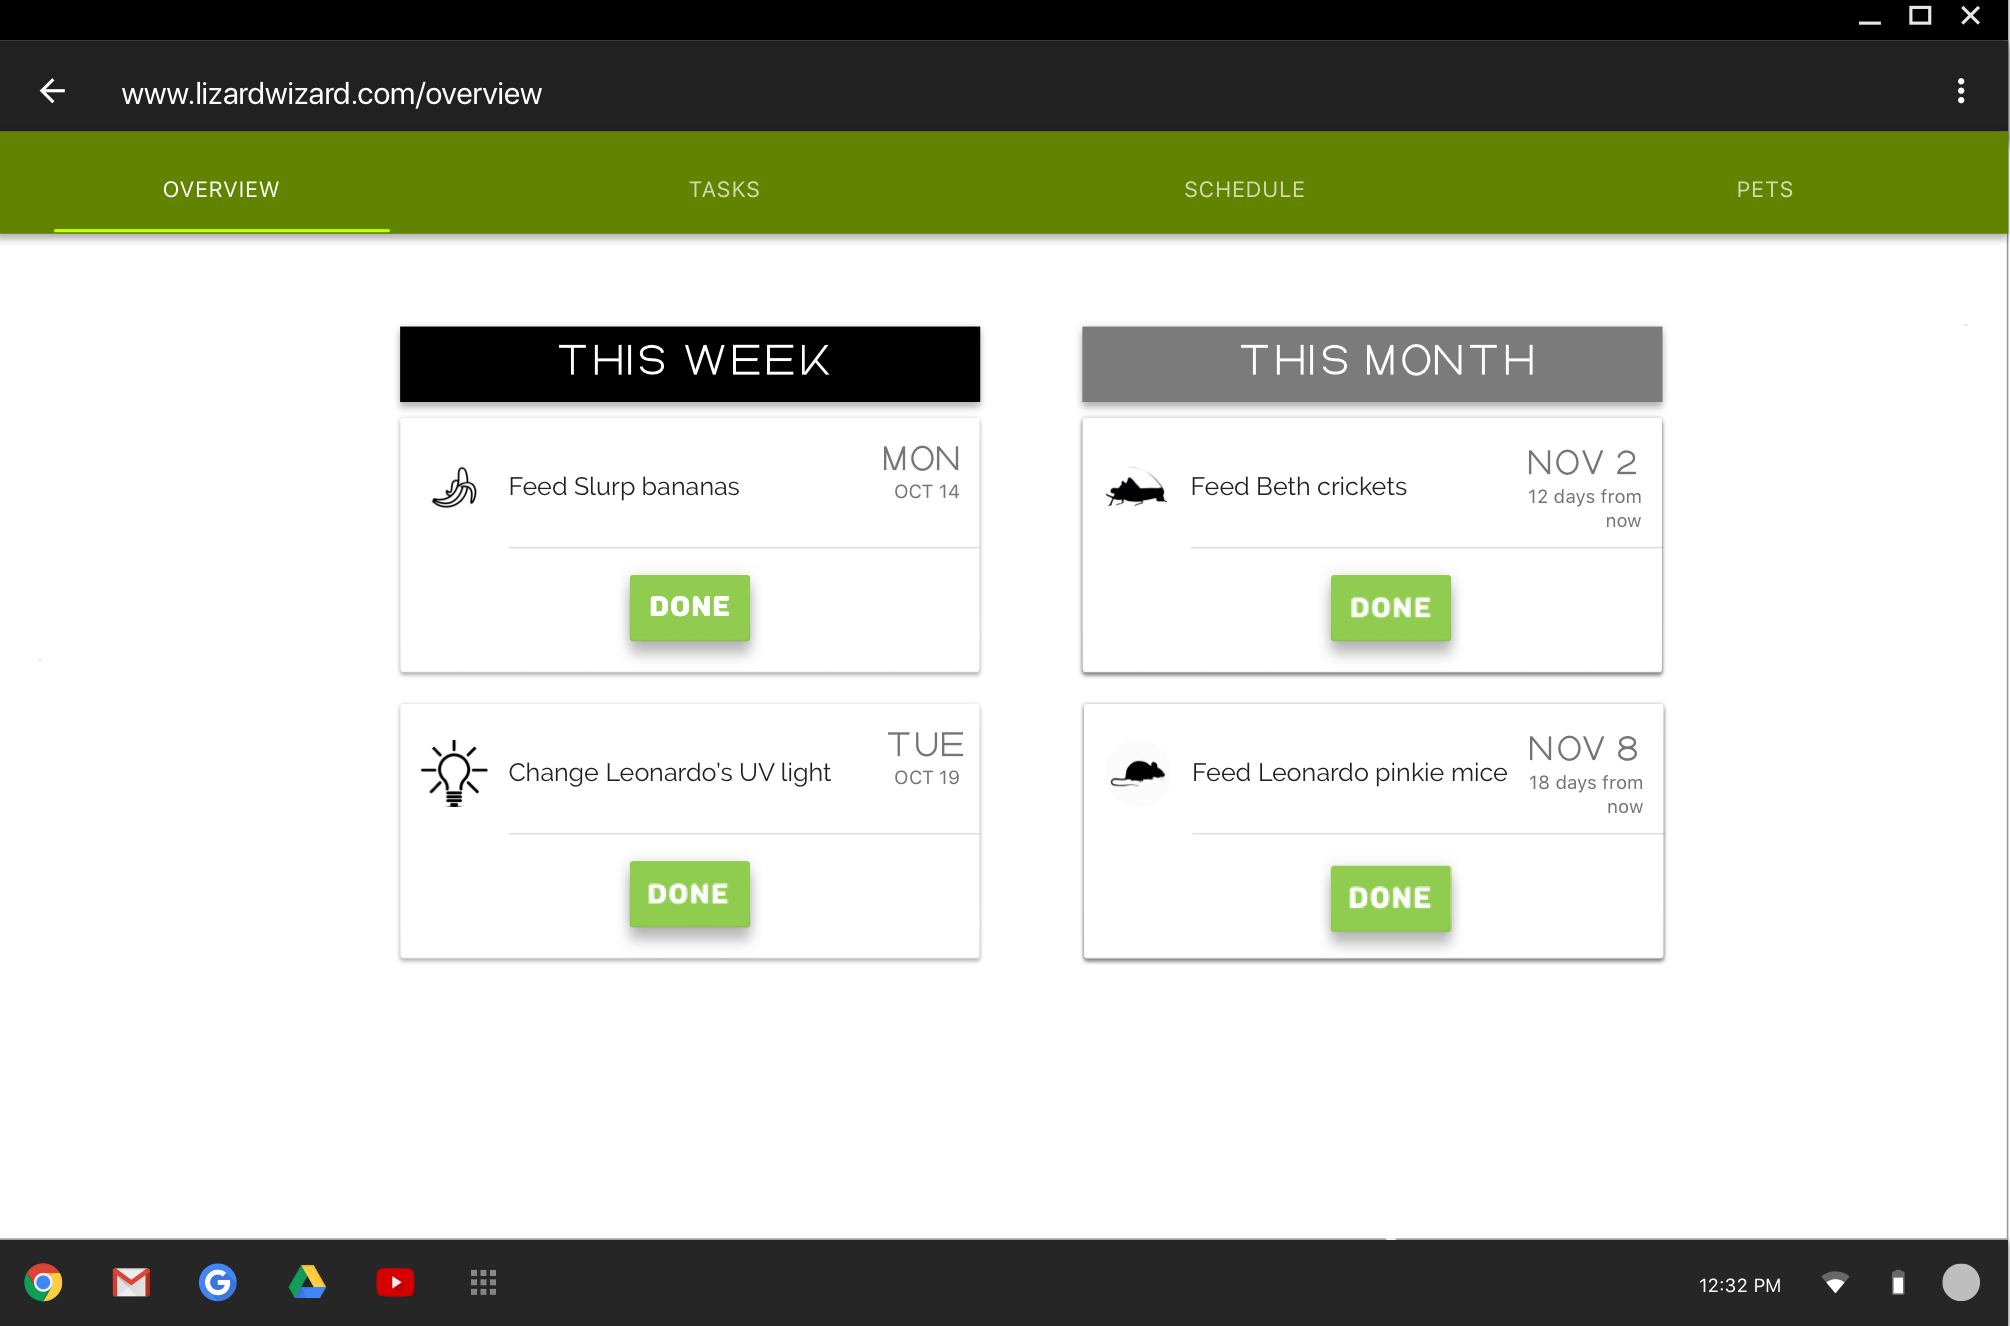 www.lizardwizard.com/overview
OVERVIEW
TASKS
SCHEDULE
PETS
THIS WEEK
Feed Slurp bananas
MON
OCT 14
DONE
Change Leonardo's UV light
TUE
OCT 19
DONE
THIS MONTH
Feed Beth crickets
NOV 2
12 days from
now
DONE
Feed Leonardo pinkie mice
NOV 8
18 days from
now
DONE
12:32 PM